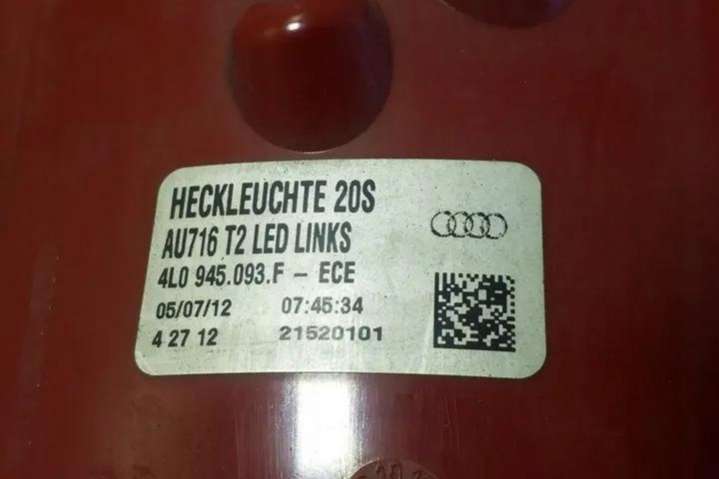 HECKLEUCHTE 20S
AU716 T2 LED LINKS
4L0 945.093.F - ECE
05/07/12 07:45:34
4 27 12 21520101